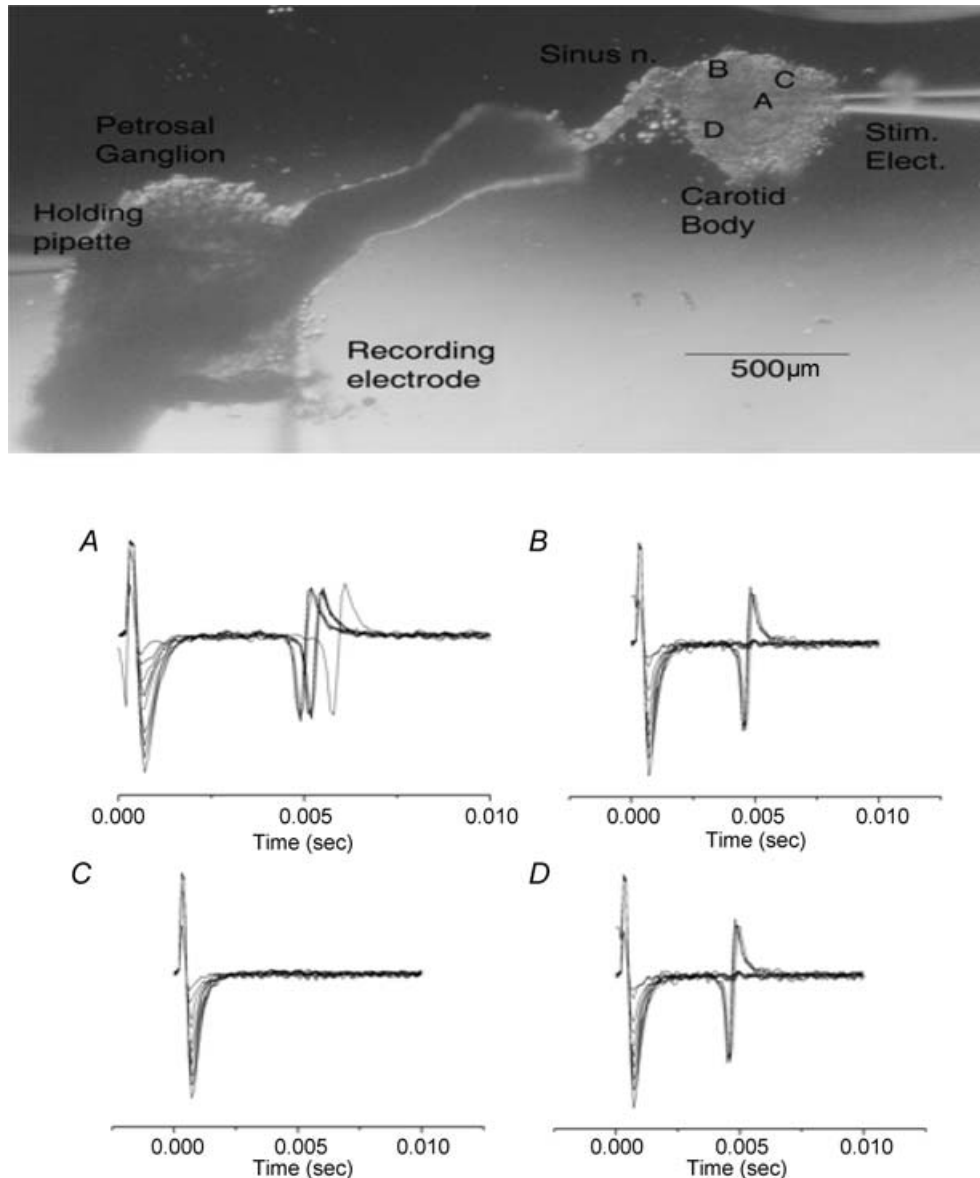 Sinus n.
B
C
A
D
Petrosal
Ganglion
Stim.
Elect.
Holding
pipette
Carotid
Body
Recording
electrode
500µm
A
B
0.000 0.005 0.010
Time (sec)
0.000 0.005 0.010
Time (sec)
C
D
0.000 0.005 0.010
Time (sec)
0.000 0.005 0.010
Time (sec)